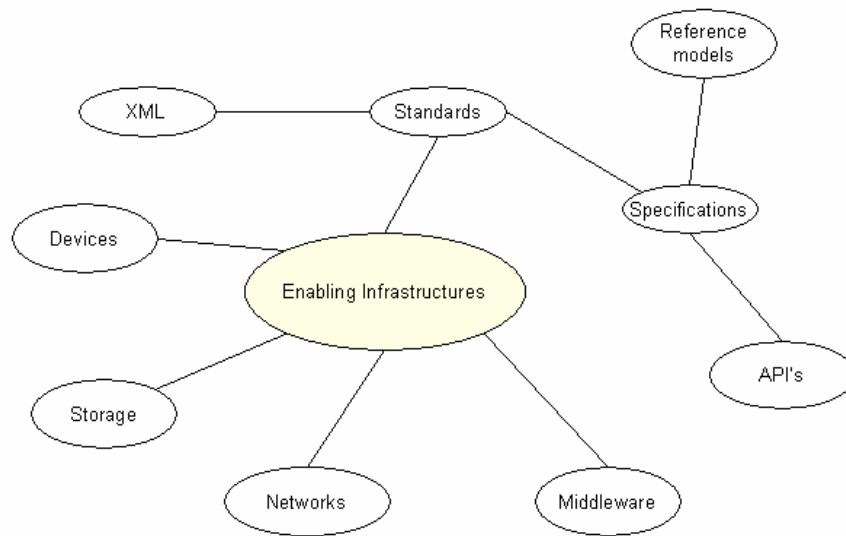 Reference
models
XML
Standards
Specifications
Devices
Enabling Infrastructures
API's
Storage
Networks
Middleware